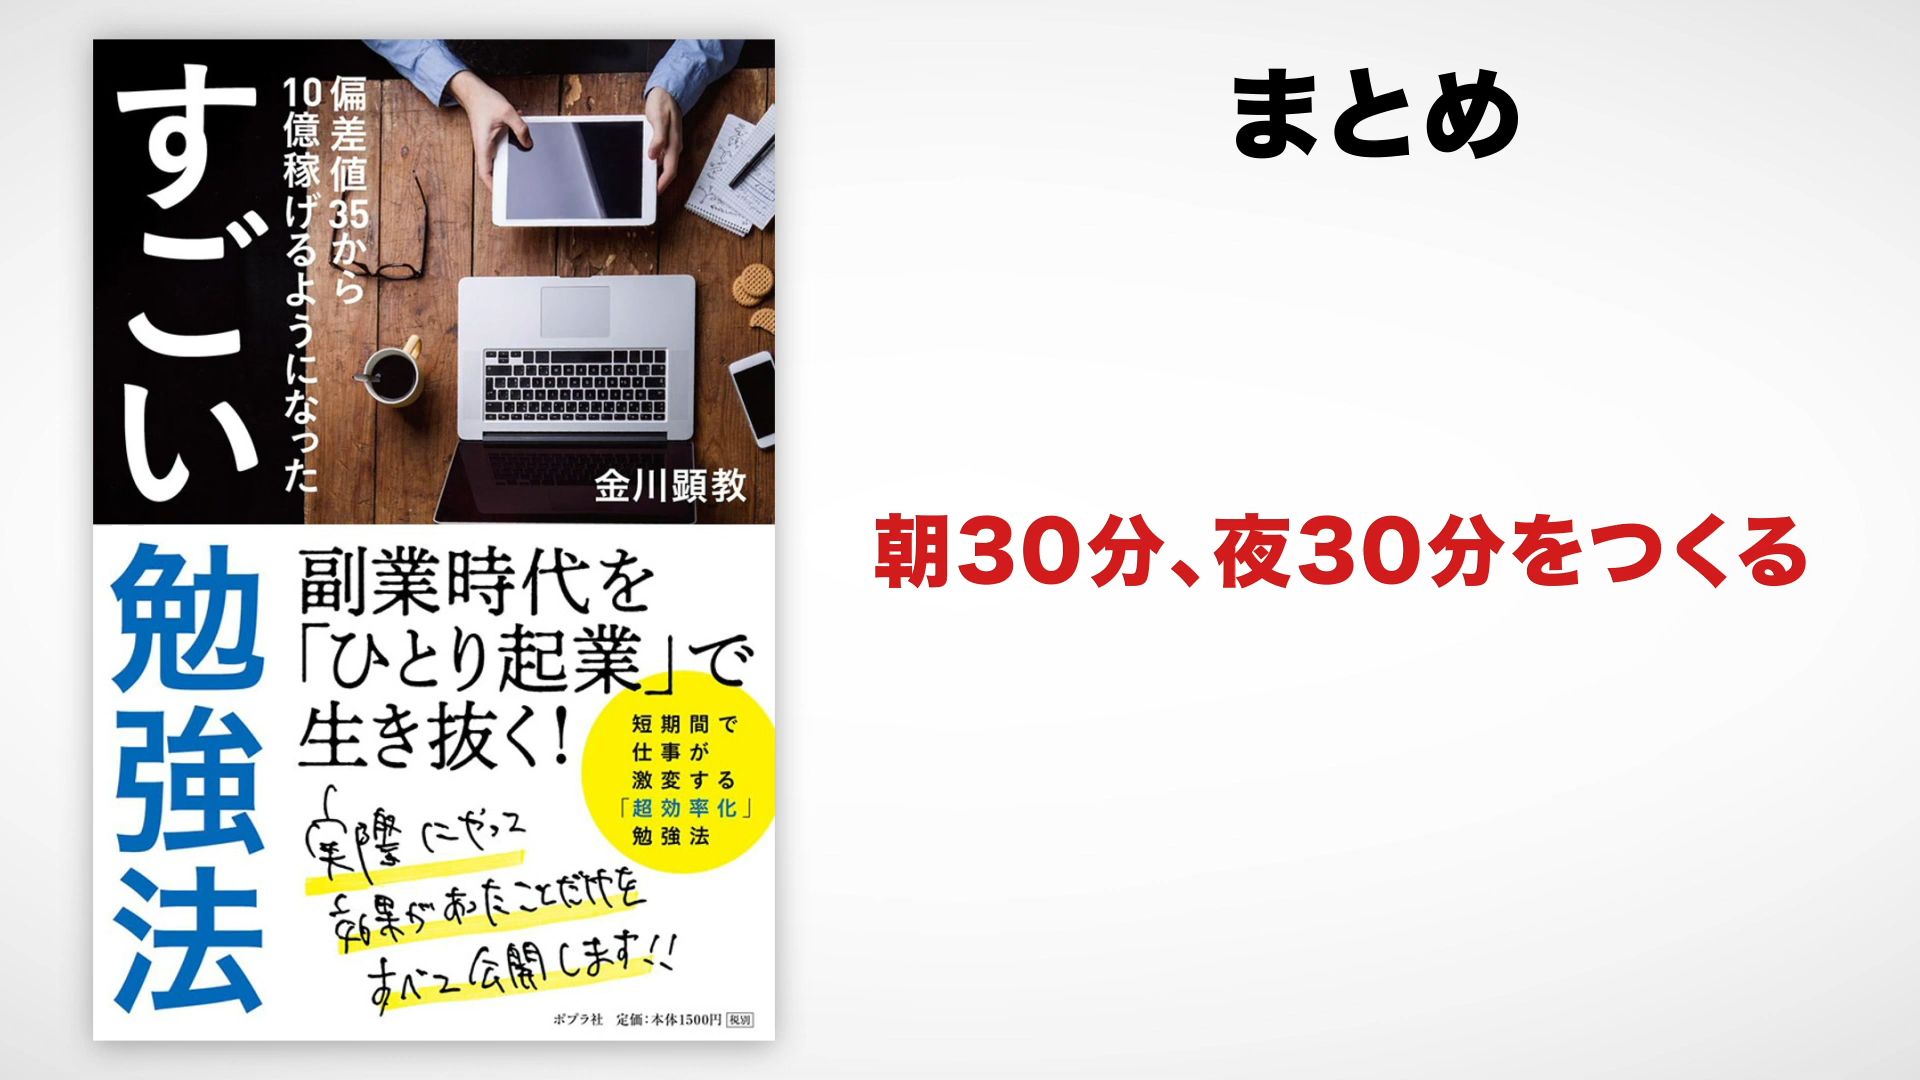 まとめ
朝30分、夜30分をつくる
偏差値35から
10億稼げるようになった
すごい
勉強法
金川顕教
副業時代を
「ひとり起業」で
生き抜く!
短期間で
仕事が
激変する
「超効率化」
勉強法
実際にやって
効果があったことだけを
すべて公開します!!
ポプラ社 定価:本体1500円 税別